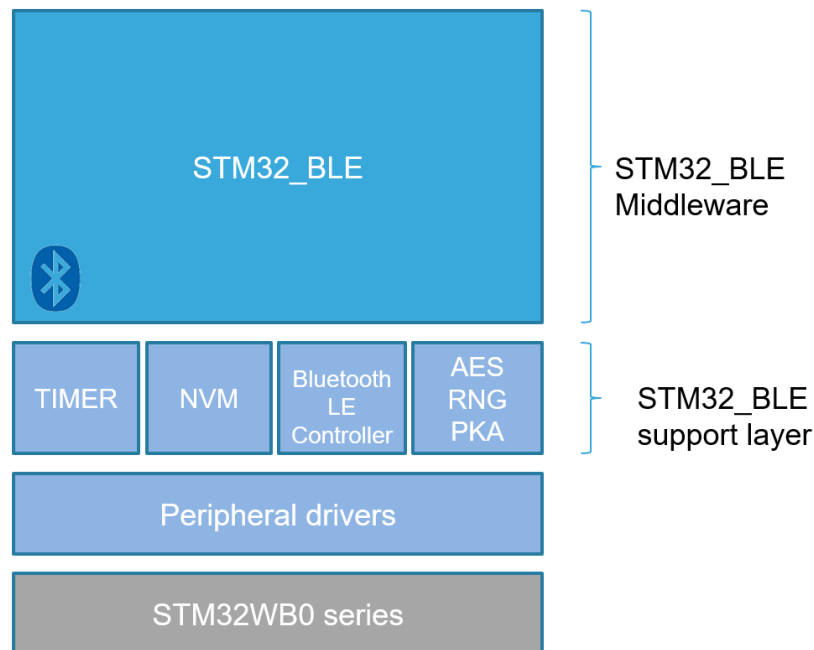 STM32_BLE
STM32_BLE
Middleware
TIMER
NVM
Bluetooth
LE
Controller
AES
RNG
PKA
STM32_BLE
support layer
Peripheral drivers
STM32WB0 series